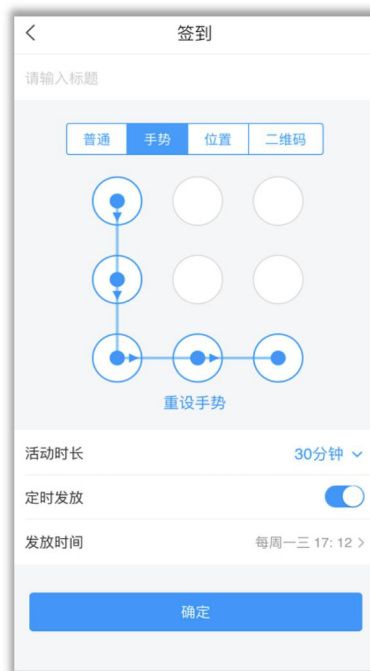 签到
请输入标题
普通 手势 位置 二维码
重设手势
活动时长 30分钟
定时发放
发放时间 每周一三 17: 12
确定